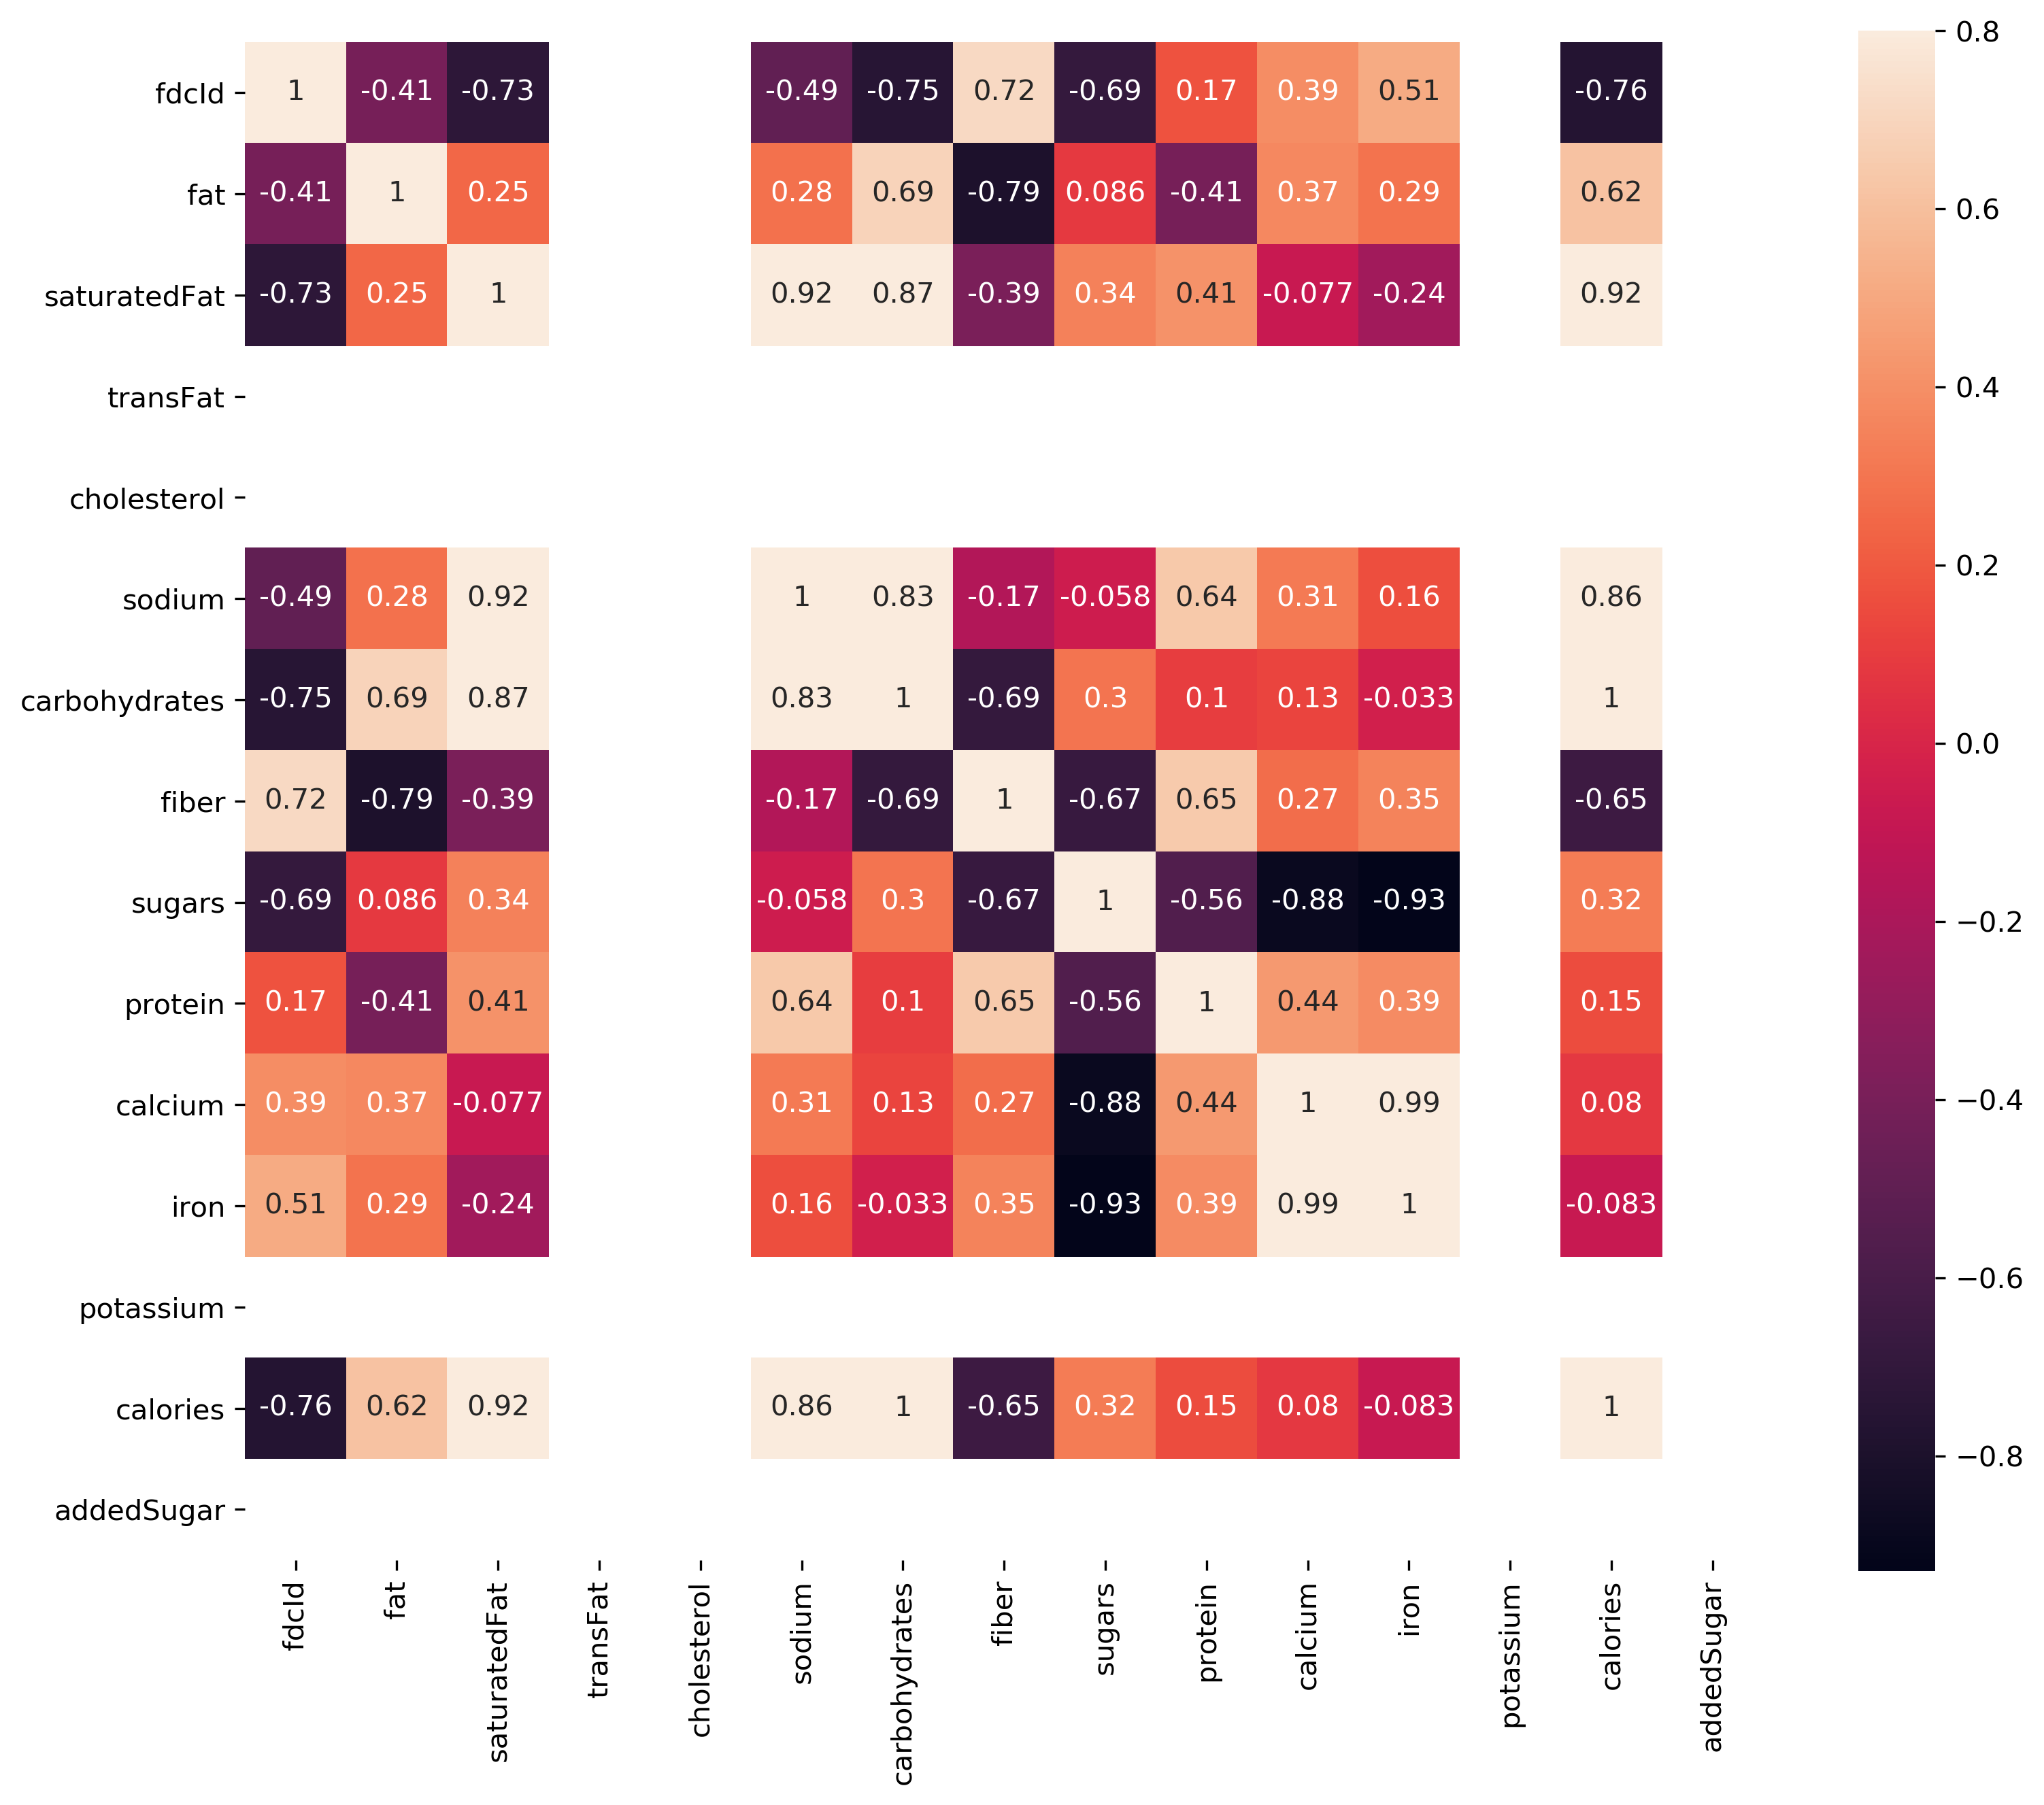 0.8
fdcId 1 -0.41 -0.73 -0.49 -0.75 0.72 -0.69 0.17 0.39 0.51 -0.76
fat -0.41 1 0.25 0.28 0.69 -0.79 0.086 -0.41 0.37 0.29 0.62
0.6
saturatedFat -0.73 0.25 1 0.92 0.87 -0.39 0.34 0.41 -0.077 -0.24 0.92
0.4
transFat
cholesterol
0.2
sodium -0.49 0.28 0.92 1 0.83 -0.17 -0.058 0.64 0.31 0.16 0.86
carbohydrates -0.75 0.69 0.87 0.83 1 -0.69 0.3 0.1 0.13 -0.033 1
0.0
fiber 0.72 -0.79 -0.39 -0.17 -0.69 1 -0.67 0.65 0.27 0.35 -0.65
sugars -0.69 0.086 0.34 -0.058 0.3 -0.67 1 -0.56 -0.88 -0.93 0.32
−0.2
protein 0.17 -0.41 0.41 0.64 0.1 0.65 -0.56 1 0.44 0.39 0.15
calcium 0.39 0.37 -0.077 0.31 0.13 0.27 -0.88 0.44 1 0.99 0.08
−0.4
iron 0.51 0.29 -0.24 0.16 -0.033 0.35 -0.93 0.39 0.99 1 -0.083
−0.6
potassium
calories -0.76 0.62 0.92 0.86 1 -0.65 0.32 0.15 0.08 -0.083 1
−0.8
addedSugar
fdcId
fat
saturatedFat
transFat
cholesterol
sodium
carbohydrates
fiber
sugars
protein
calcium
iron
potassium
calories
addedSugar